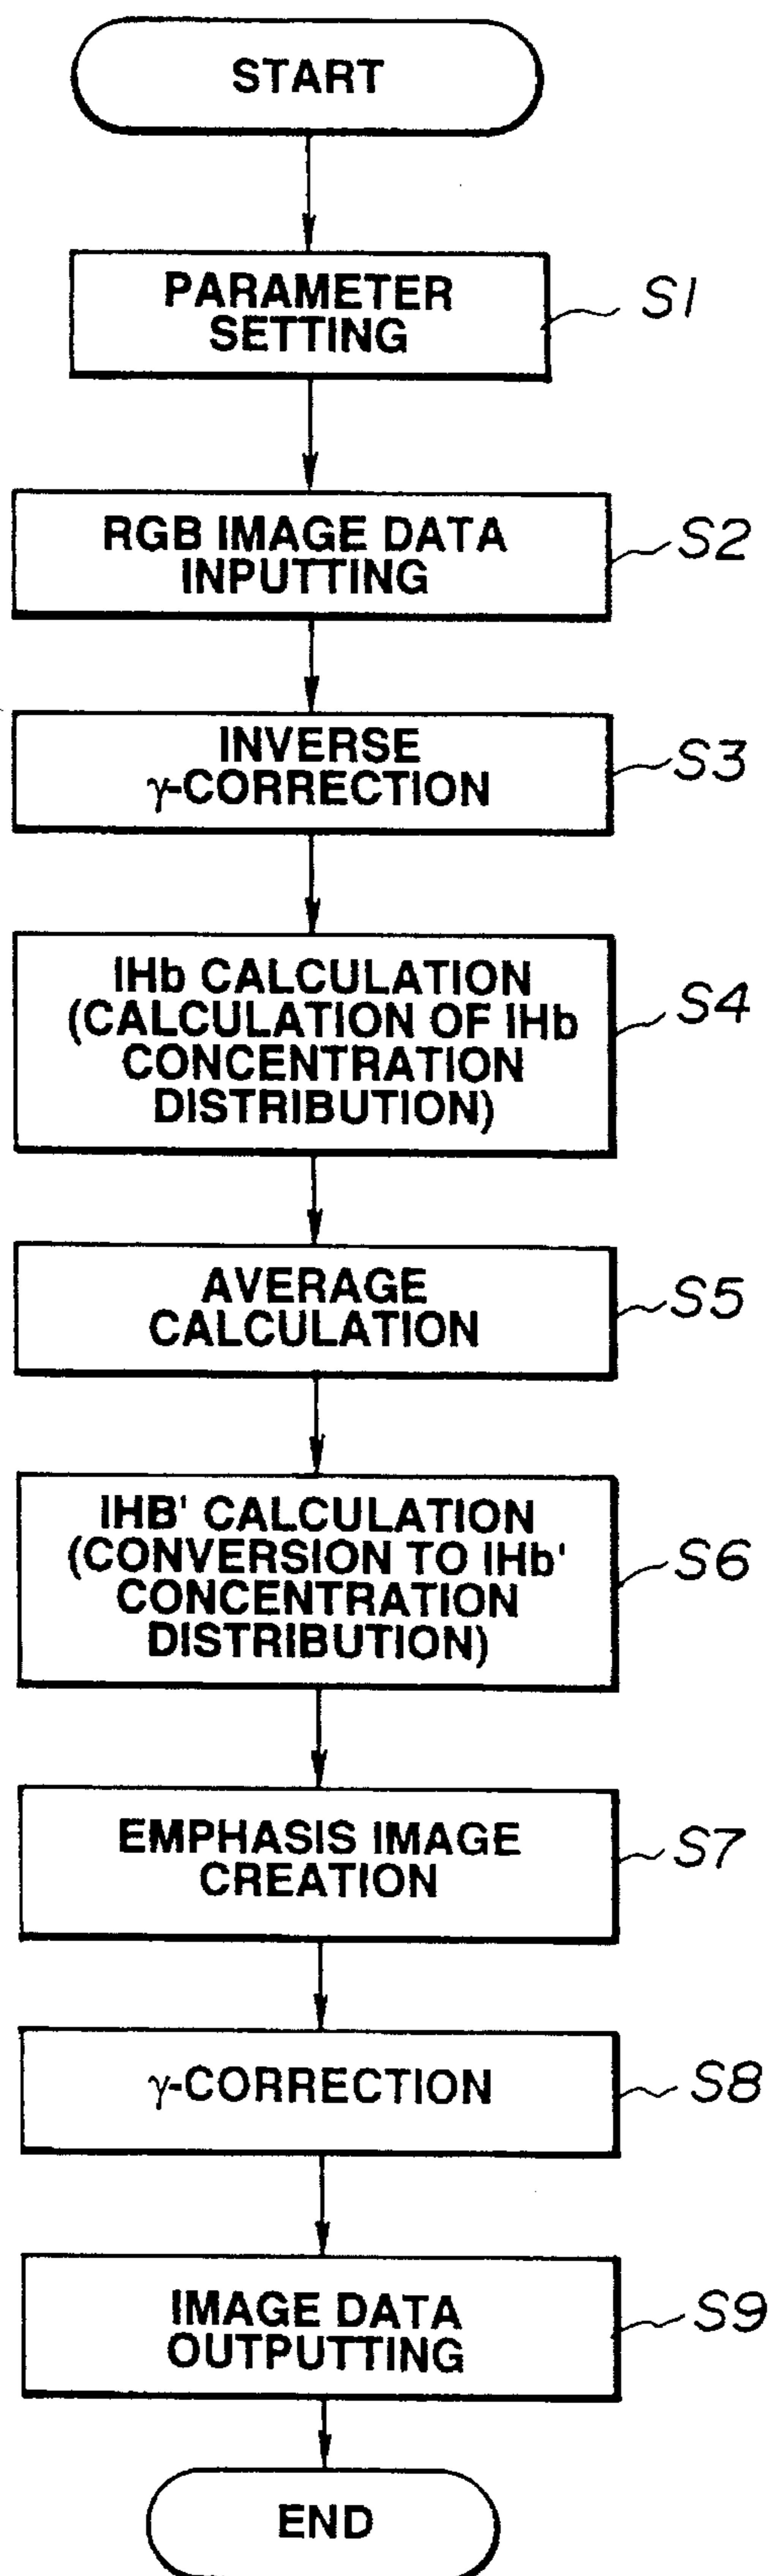 START
PARAMETER
SETTING
S1
RGB IMAGE DATA
INPUTTING
S2
INVERSE
γ-CORRECTION
S3
IHb CALCULATION
(CALCULATION OF IHb
CONCENTRATION
DISTRIBUTION)
S4
AVERAGE
CALCULATION
S5
IHB' CALCULATION
(CONVERSION TO IHb'
CONCENTRATION
DISTRIBUTION)
S6
EMPHASIS IMAGE
CREATION
S7
γ-CORRECTION
S8
IMAGE DATA
OUTPUTTING
S9
END